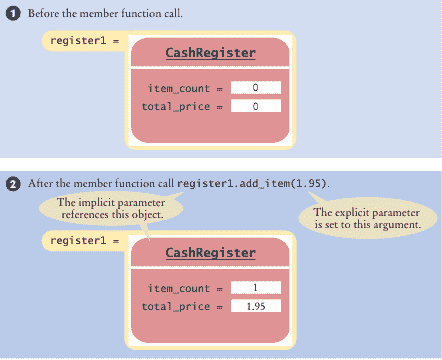 1 Before the member function call.
register1 =
CashRegister
item_count = 0
total_price = 0
2 After the member function call register1.add_item(1.95).
The implicit parameter
references this object.
The explicit parameter
is set to this argument.
register1 =
CashRegister
item_count = 1
total_price = 1.95